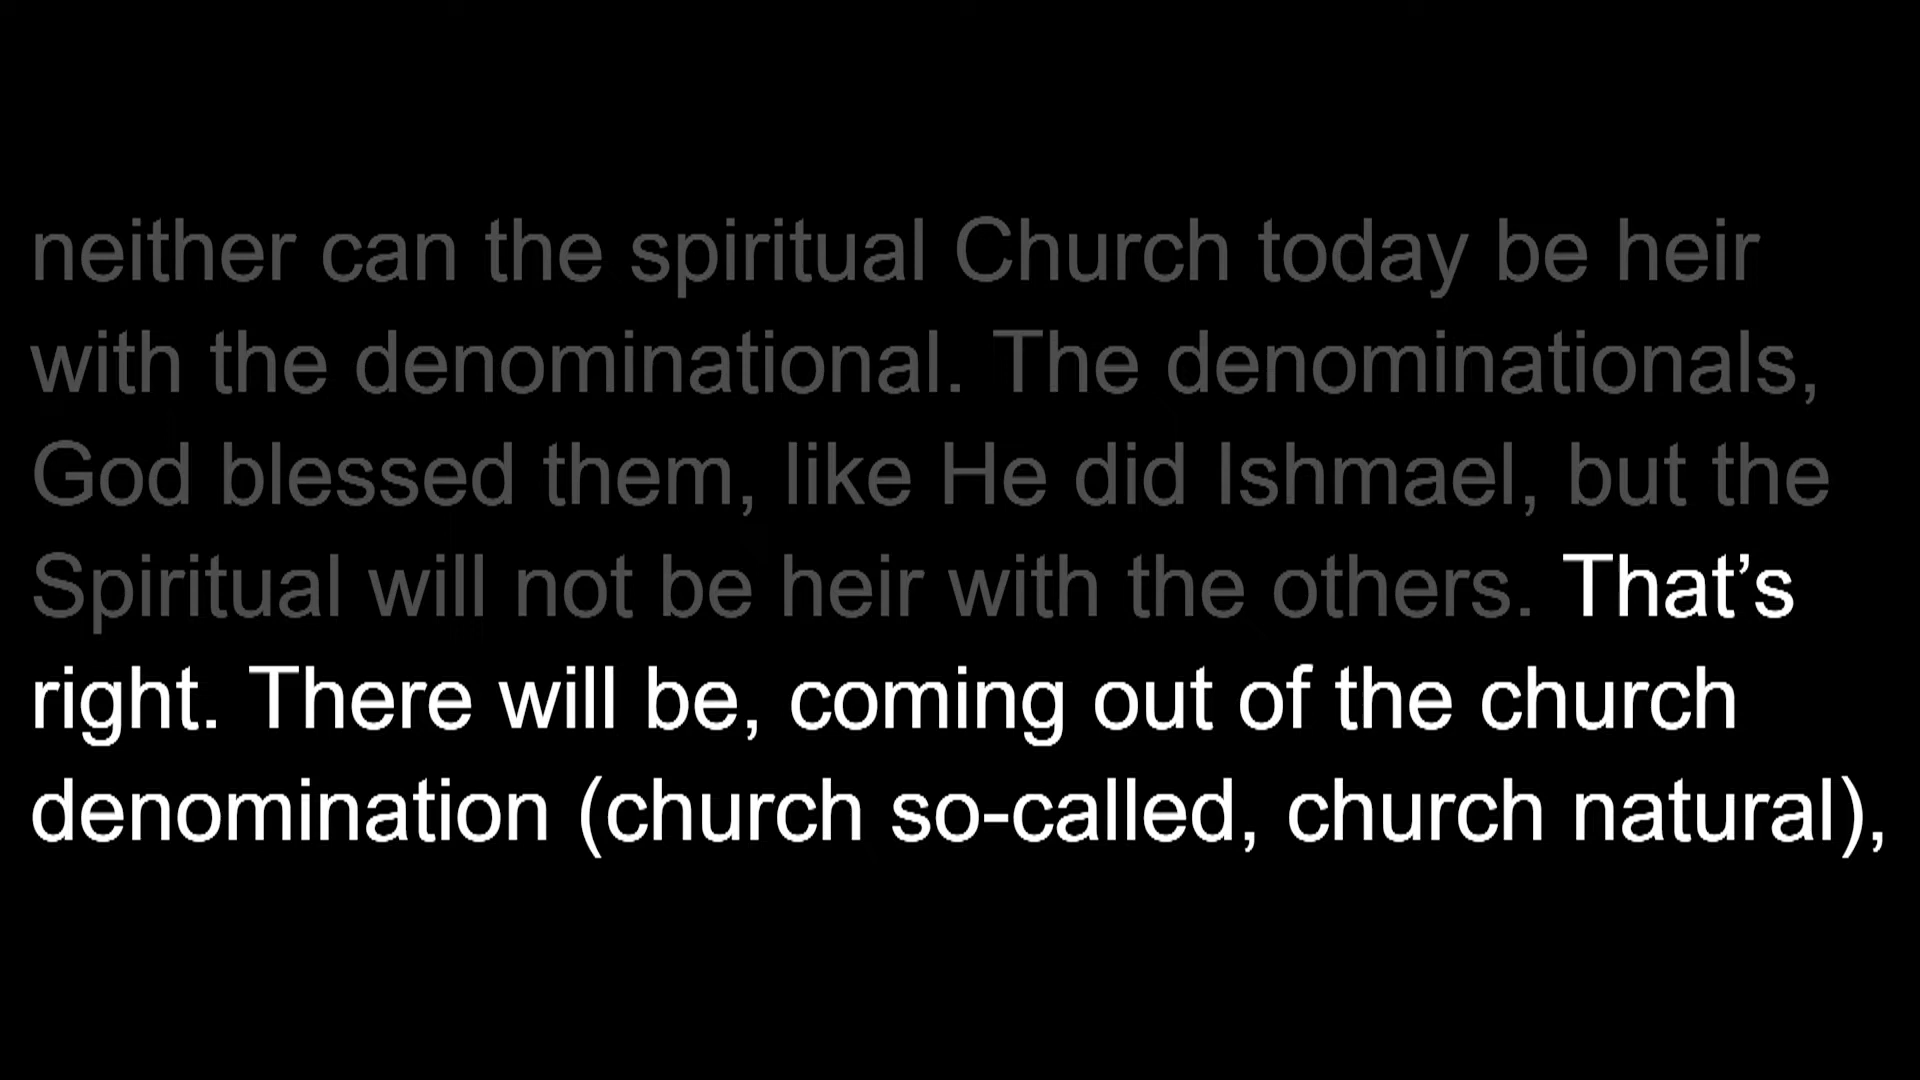 neither can the spiritual Church today be heir
with the denominational. The denominationals,
God blessed them, like He did Ishmael, but the
Spiritual will not be heir with the others. That’s
right. There will be, coming out of the church
denomination (church so-called, church natural),